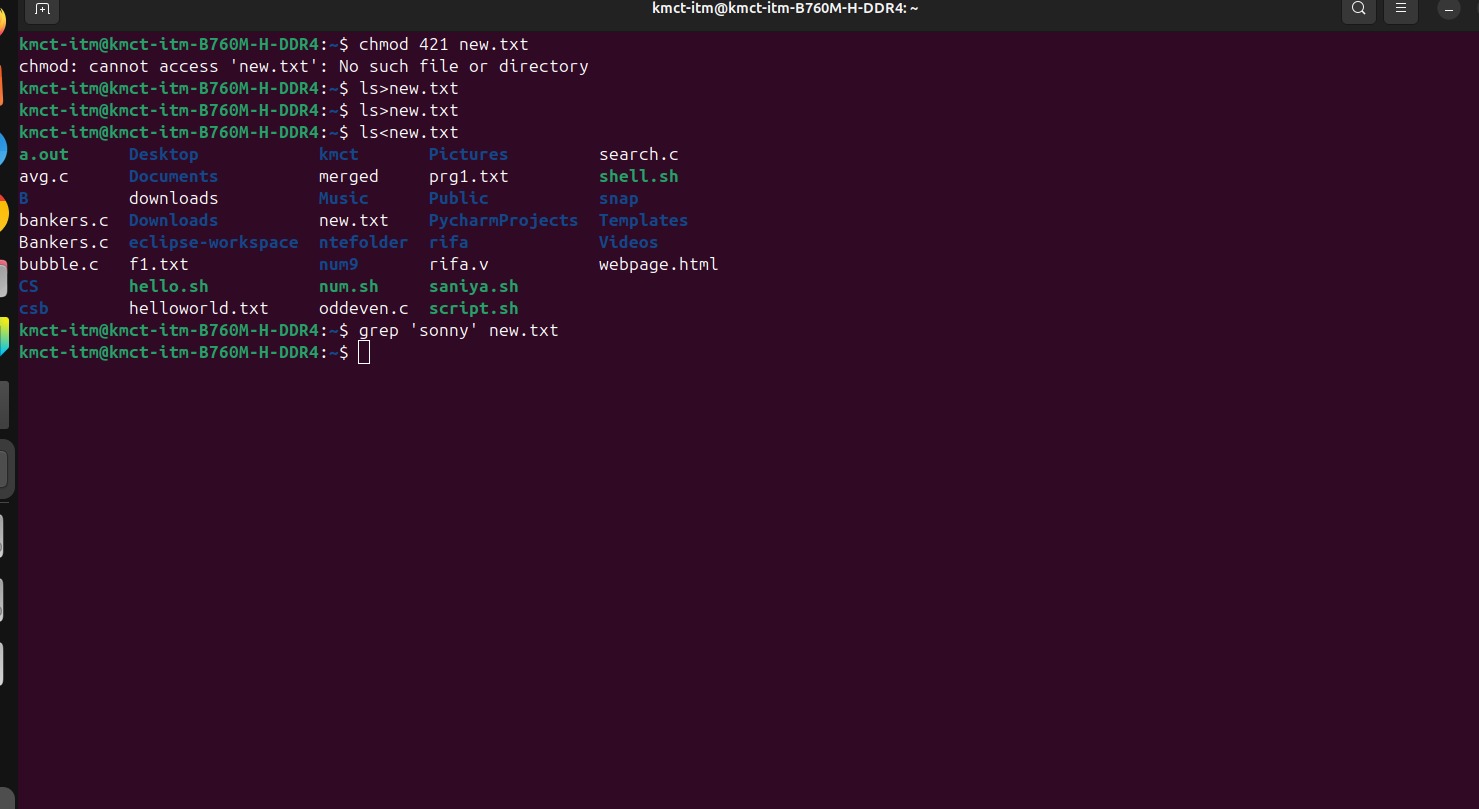 kmct-itm@kmct-itm-B760M-H-DDR4: ~
kmct-itm@kmct-itm-B760M-H-DDR4:~$ chmod 421 new.txt
chmod: cannot access 'new.txt': No such file or directory
kmct-itm@kmct-itm-B760M-H-DDR4:~$ ls>new.txt
kmct-itm@kmct-itm-B760M-H-DDR4:~$ ls>new.txt
kmct-itm@kmct-itm-B760M-H-DDR4:~$ ls<new.txt
a.out Desktop kmct Pictures search.c
avg.c Documents merged prg1.txt shell.sh
B downloads Music Public snap
bankers.c Downloads new.txt PycharmProjects Templates
Bankers.c eclipse-workspace ntefolder rifa Videos
bubble.c f1.txt num9 rifa.v webpage.html
CS hello.sh num.sh saniya.sh
csb helloworld.txt oddeven.c script.sh
kmct-itm@kmct-itm-B760M-H-DDR4:~$ grep 'sonny' new.txt
kmct-itm@kmct-itm-B760M-H-DDR4:~$